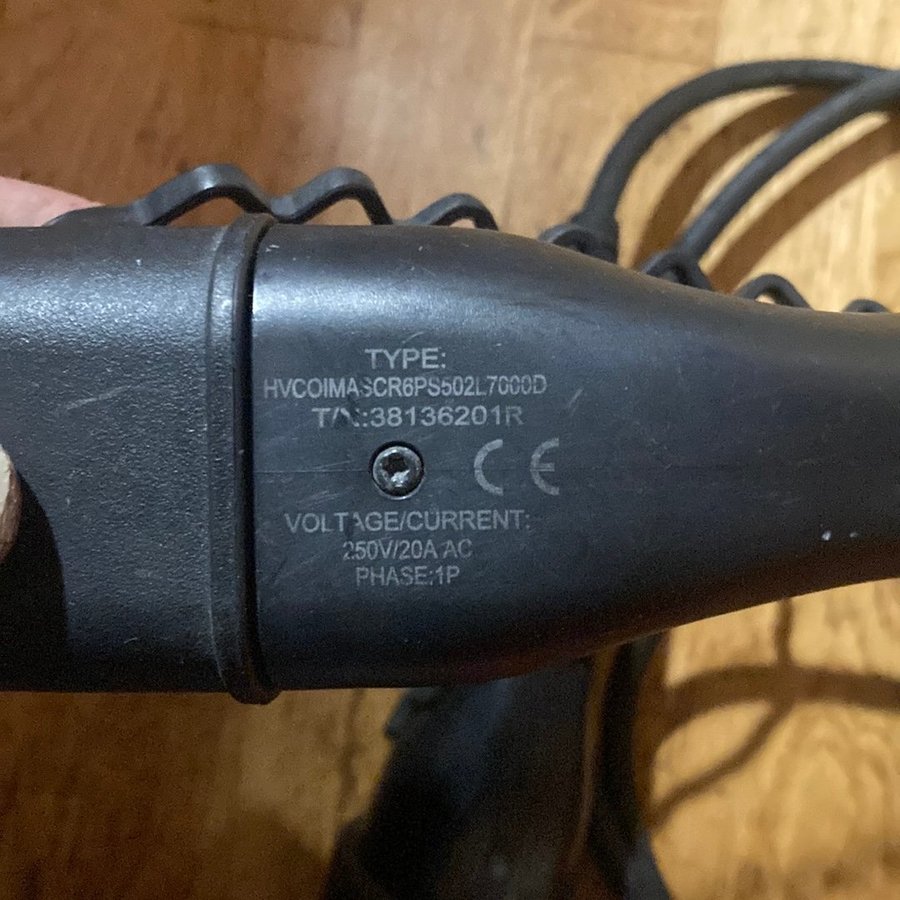 TYPE:
HVCOIMASCR6PS502L7000D
T/N:38136201R
CE
VOLTAGE/CURRENT:
250V/20A AC
PHASE:1P